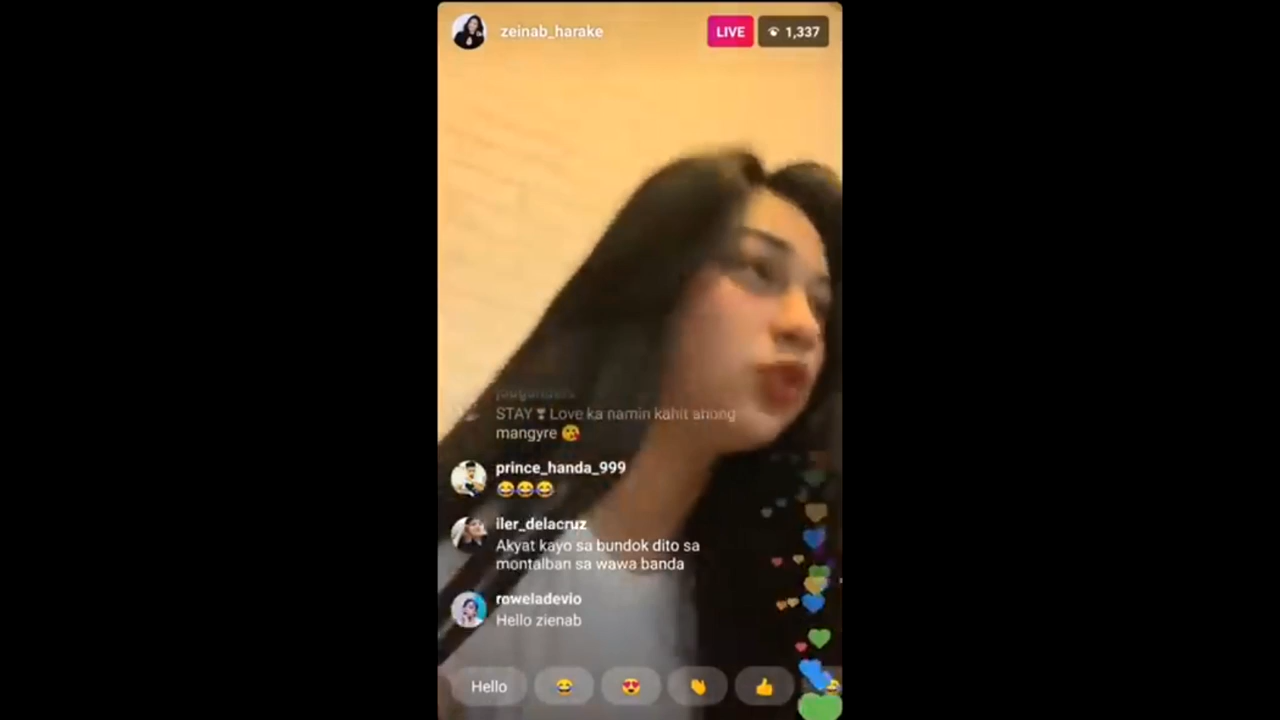 zeinab_harake
LIVE
1,337
STAY❣Love ka namin kahit anong
mangyre 😘
prince_handa_999
😂😂😂
iler_delacruz
Akyat kayo sa bundok dito sa
montalban sa wawa banda
roweladevio
Hello zienab
Hello 😂 😍 👏 👍 😂